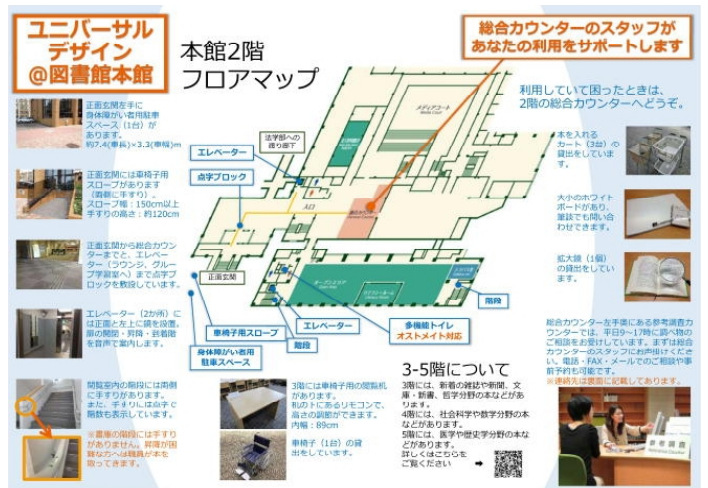 ユニバーサル
デザイン
@図書館本館
本館2階
フロアマップ
総合カウンターのスタッフが
あなたの利用をサポートします
正面玄関左手に
身体障がい者用駐車
スペース(1台)が
あります。
約7.4(車長)×3.3(車幅)m
正面玄関には車椅子用
スロープがあります
(両側に手すり)。
スロープ幅:150cm以上
手すりの高さ:約120cm
正面玄関から総合カウン
ターまでと、エレベー
ター(ラウンジ、グルー
プ学習室へ)まで点字ブ
ロックを敷設しています。
エレベーター(2か所)に
は正面と左上に鏡を設置。
扉の開閉・昇降・到着階
を音声で案内します。
閲覧室内の階段には両側
に手すりがあります。
また、手すりには点字で
階数も表示しています。
※書庫の階段には手すり
がありません。昇降が困
難な方へは職員が本を
取ってきます。
法学部への
渡り廊下
エレベーター
点字ブロック
メディアコート
入口
正面玄関
車椅子用スロープ
身体障がい者用
駐車スペース
エレベーター
階段
多機能トイレ
オストメイト対応
階段
3階には車椅子用の閲覧机
があります。
机の下にあるリモコンで、
高さの調節ができます。
内幅:89cm
車椅子(1台)の貸
出をしています。
3-5階について
3階には、新着の雑誌や新聞、文
庫・新書、哲学分野の本などがあ
ります。
4階には、社会科学や数学分野の本
などがあります。
5階には、医学や歴史学分野の本な
どがあります。
詳しくはこちらを
ご覧ください ➡
利用していて困ったときは、
2階の総合カウンターへどうぞ。
本を入れる
カート(3台)の
貸出をしていま
す。
大小のホワイト
ボードがあり、
筆談でも問い合
わせできます。
拡大鏡(1個)
の貸出をしてい
ます。
総合カウンター左手奥にある参考調査カ
ウンターでは、平日9~17時に調べ物の
ご相談をお受けしています。まずは総合
カウンターのスタッフにお声掛けくださ
い。電話・FAX・メールでのご相談や事
前予約も可能です。
※連絡先は裏面に記載しております。
参考調査